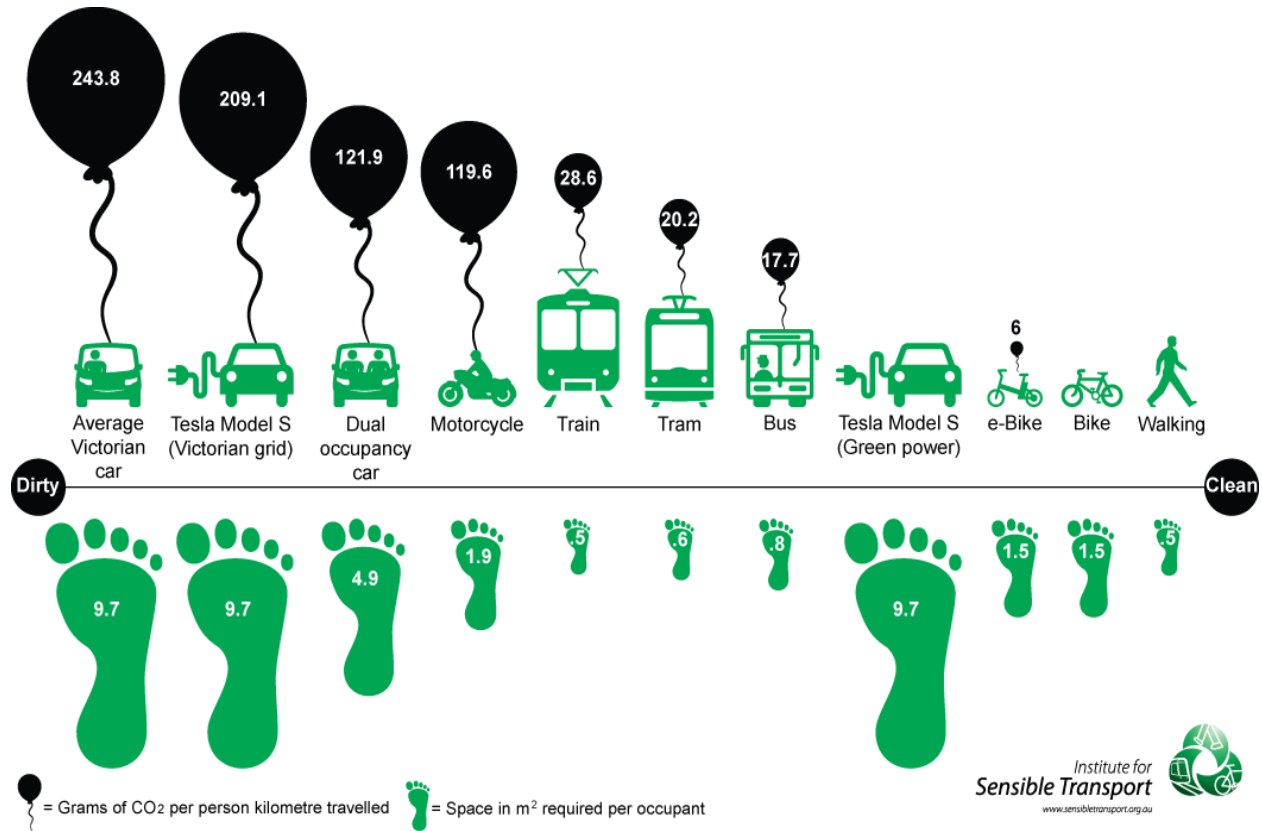 243.8
209.1
121.9
119.6
28.6
20.2
17.7
6
Average
Victorian
car
Tesla Model S
(Victorian grid)
Dual
occupancy
car
Motorcycle
Train
Tram
Bus
Tesla Model S
(Green power)
e-Bike
Bike
Walking
Dirty
Clean
9.7
9.7
4.9
1.9
.5
.6
.8
9.7
1.5
1.5
.5
= Grams of CO2 per person kilometre travelled
= Space in m² required per occupant
Institute for
Sensible Transport
www.sensibletransport.org.au